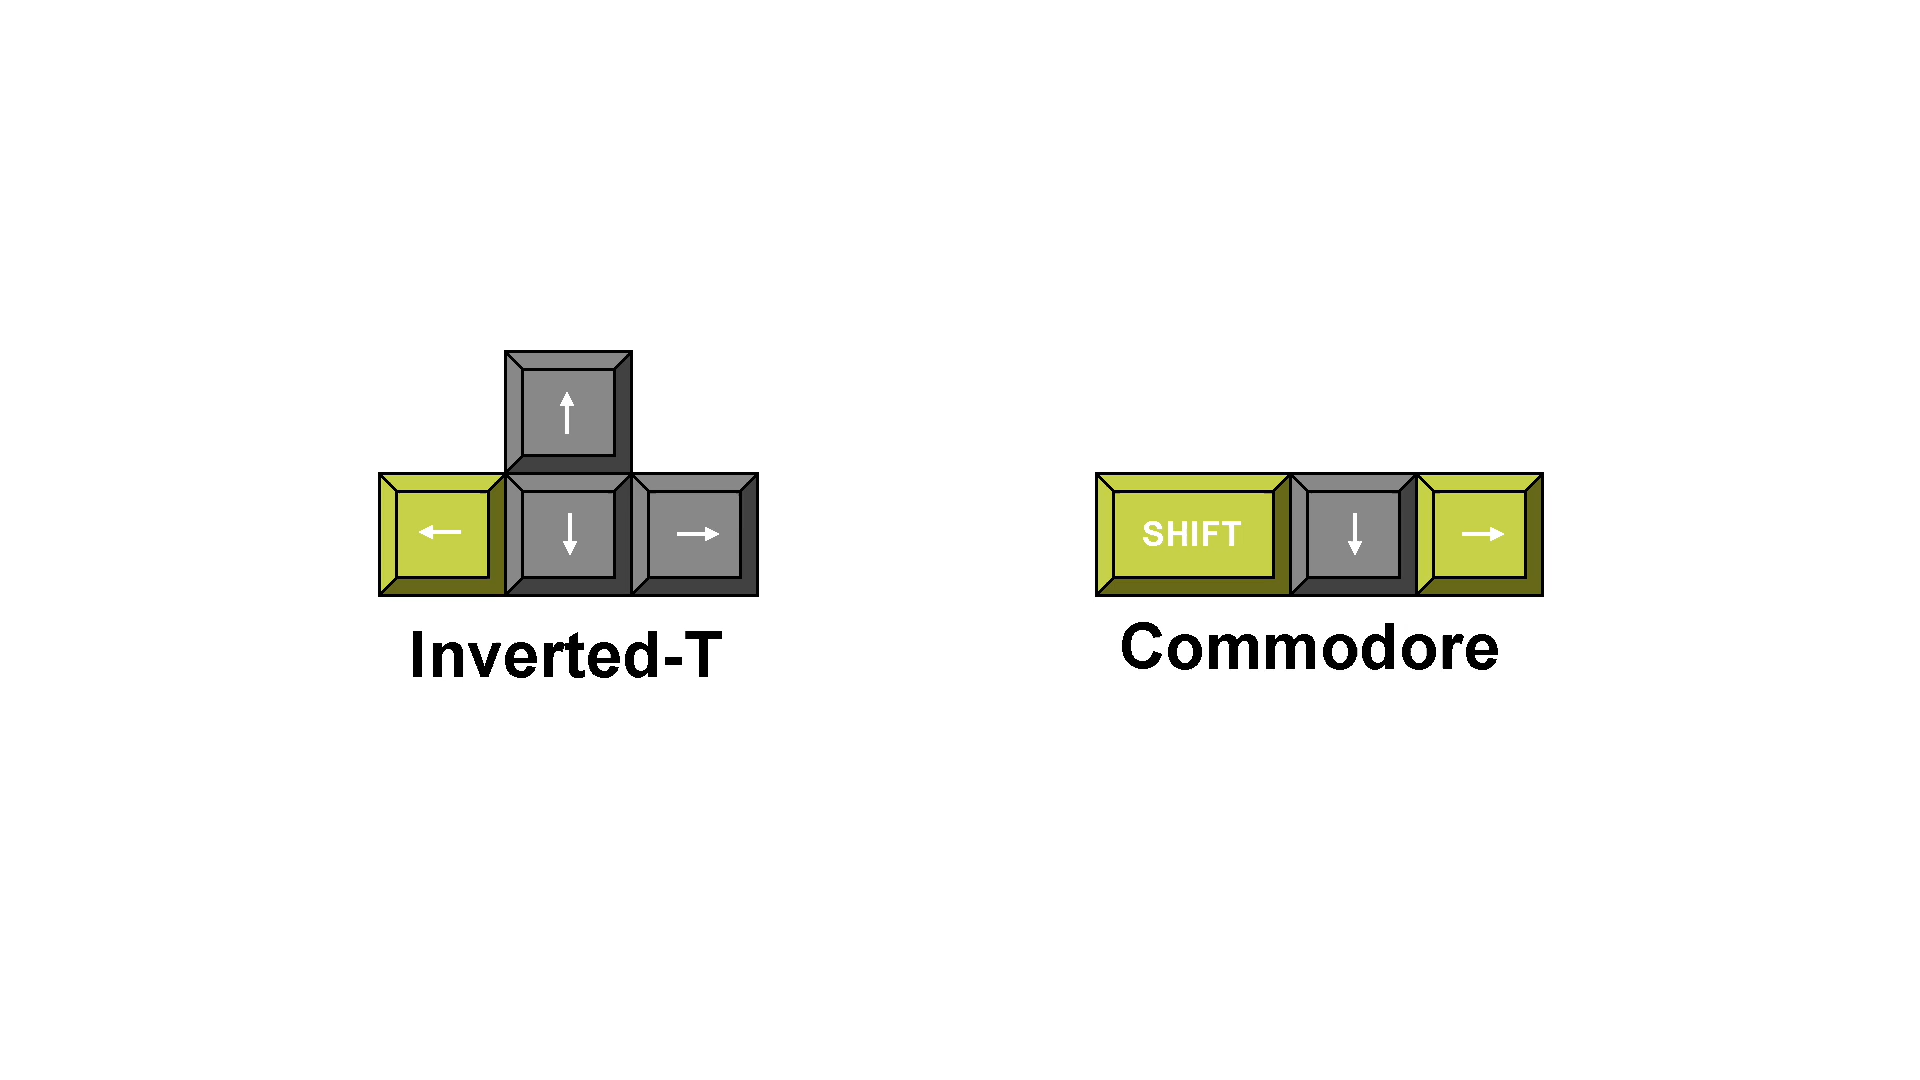 ↑
← ↓ →
SHIFT ↓ →
Inverted-T
Commodore